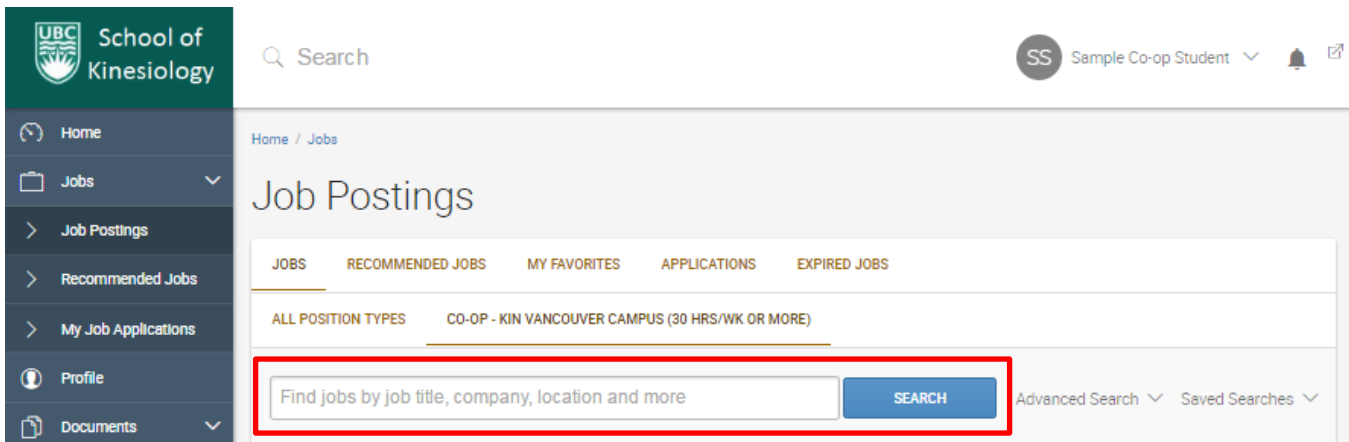 UBC
School of
Kinesiology
Search
SS
Sample Co-op Student
Home
Jobs
Job Postings
Recommended Jobs
My Job Applications
Profile
Documents
Home / Jobs
Job Postings
JOBS RECOMMENDED JOBS MY FAVORITES APPLICATIONS EXPIRED JOBS
ALL POSITION TYPES CO-OP - KIN VANCOUVER CAMPUS (30 HRS/WK OR MORE)
Find jobs by job title, company, location and more SEARCH Advanced Search Saved Searches